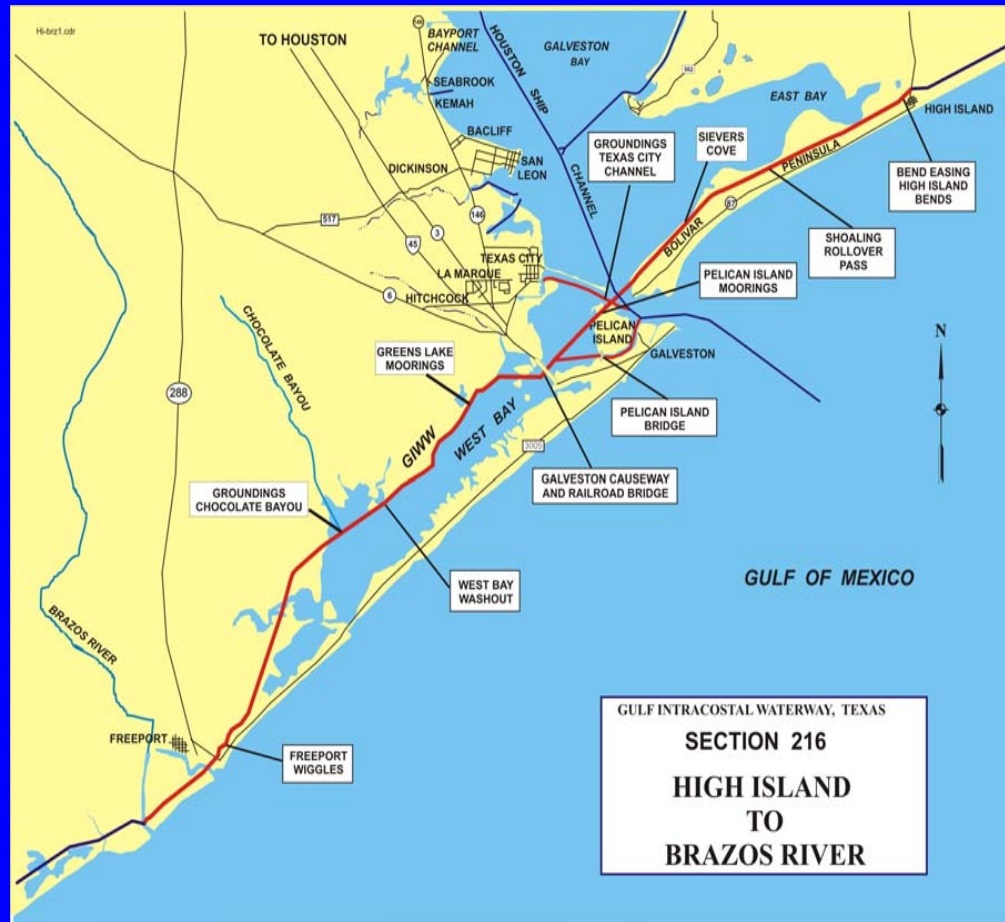 Hi-brz1.cdr
TO HOUSTON
146
BAYPORT
CHANNEL
SEABROOK
KEMAH
BACLIFF
DICKINSON
SAN
LEON
HOUSTON SHIP
CHANNEL
GALVESTON
BAY
EAST BAY
HIGH ISLAND
BEND EASING
HIGH ISLAND
BENDS
SIEVERS
COVE
GROUNDINGS
TEXAS CITY
CHANNEL
BOLIVAR
PENINSULA
87
SHOALING
ROLLOVER
PASS
517
146
3
45
TEXAS CITY
LA MARQUE
HITCHCOCK
6
PELICAN ISLAND
MOORINGS
PELICAN
ISLAND
GALVESTON
N
CHOCOLATE BAYOU
GREENS LAKE
MOORINGS
288
PELICAN ISLAND
BRIDGE
GIWW
WEST BAY
3005
GALVESTON CAUSEWAY
AND RAILROAD BRIDGE
GROUNDINGS
CHOCOLATE BAYOU
WEST BAY
WASHOUT
GULF OF MEXICO
BRAZOS RIVER
FREEPORT
FREEPORT
WIGGLES
GULF INTRACOSTAL WATERWAY, TEXAS
SECTION 216
HIGH ISLAND
TO
BRAZOS RIVER